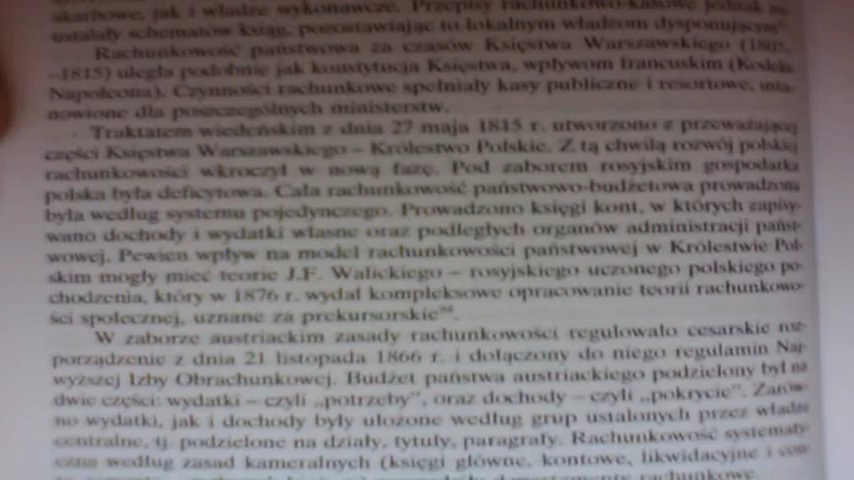 skarbowe, jak i władze wykonawcze. Przepisy rachunkowo-kasowe jednak
ustalały schematów ksiąg, pozostawiając to lokalnym władzom dysponującym
Rachunkowość państwowa za czasów Księstwa Warszawskiego
–1815) uległa podobnie jak konstytucja Księstwa, wpływom francuskim (Kodeks
Napoleona). Czynności rachunkowe spełniały kasy publiczne i resortowe, usta-
nowione dla poszczególnych ministerstw.
Traktatem wiedeńskim z dnia 27 maja 1815 r. utworzono z przeważającej
części Księstwa Warszawskiego – Królestwo Polskie. Z tą chwilą rozwój polskiej
rachunkowości wkroczył w nową fazę. Pod zaborem rosyjskim gospodarka
polska była deficytowa. Cała rachunkowość państwowo-budżetowa prowadzona
była według systemu pojedynczego. Prowadzono księgi kont, w których zapisy-
wano dochody i wydatki własne oraz podległych organów administracji państ-
wowej. Pewien wpływ na model rachunkowości państwowej w Królestwie Pol-
skim mogły mieć teorie J.F. Walickiego – rosyjskiego uczonego polskiego po-
chodzenia, który w 1876 r. wydał kompleksowe opracowanie teorii rachunkowo-
ści społecznej, uznane za prekursorskie
W zaborze austriackim zasady rachunkowości regulowało cesarskie roz-
porządzenie z dnia 21 listopada 1866 r. i dołączony do niego regulamin Naj-
wyższej Izby Obrachunkowej. Budżet państwa austriackiego podzielony był na
dwie części: wydatki – czyli „potrzeby", oraz dochody – czyli „pokrycie". Zarów-
no wydatki, jak i dochody były ułożone według grup ustalonych przez władze
centralne, tj. podzielone na działy, tytuły, paragrafy. Rachunkowość systematy-
czna według zasad kameralnych (księgi główne, kontowe, likwidacyjne i
departamenty rachunkowe.